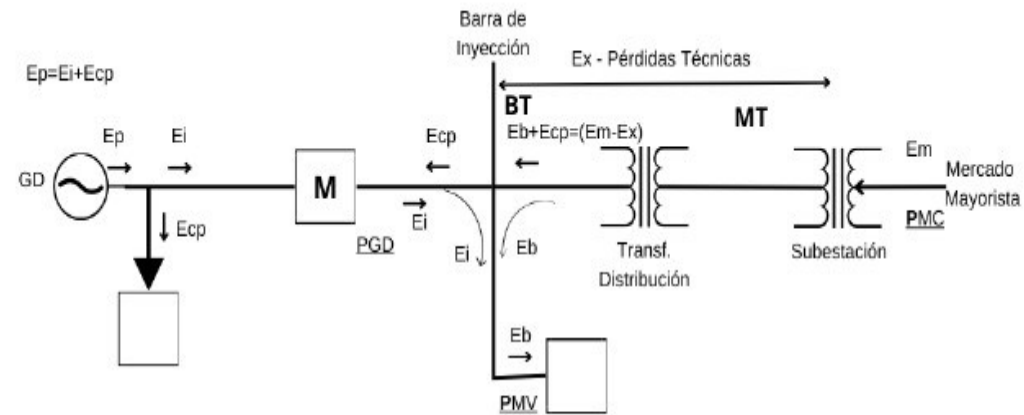 Barra de
Inyección
Ex - Pérdidas Técnicas
Ep=Ei+Ecp
BT
MT
Ep
Ei
Ecp
Eb+Ecp=(Em-Ex)
Em
GD
M
Mercado
Mayorista
Ecp
Ei
PGD
Ei
Eb
PMC
Transf.
Distribución
Subestación
Eb
PMV